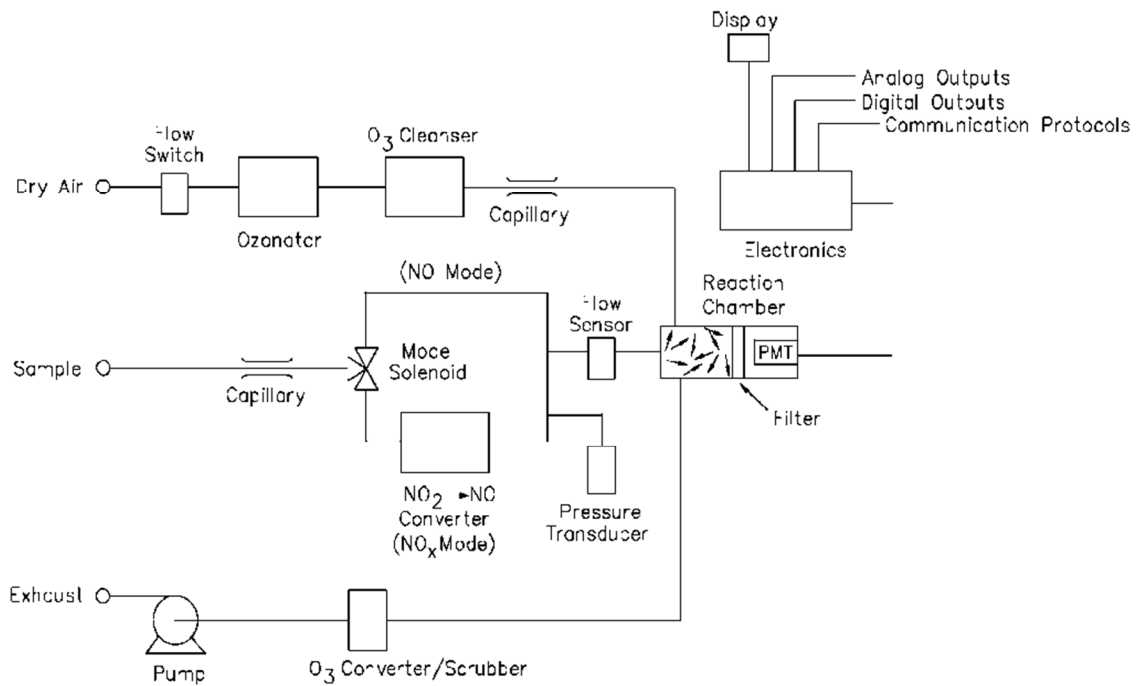 Display
Analog Outputs
Digital Outputs
Communication Protocols
Electronics
Flow
Switch
O3 Cleanser
Dry Air
Ozonator
Capillary
(NO Mode)
Reaction
Chamber
Flow
Sensor
PMT
Sample
Capillary
Mode
Solenoid
Filter
NO2 ►NO
Converter
(NOx Mode)
Pressure
Transducer
Exhaust
Pump
O3 Converter/Scrubber